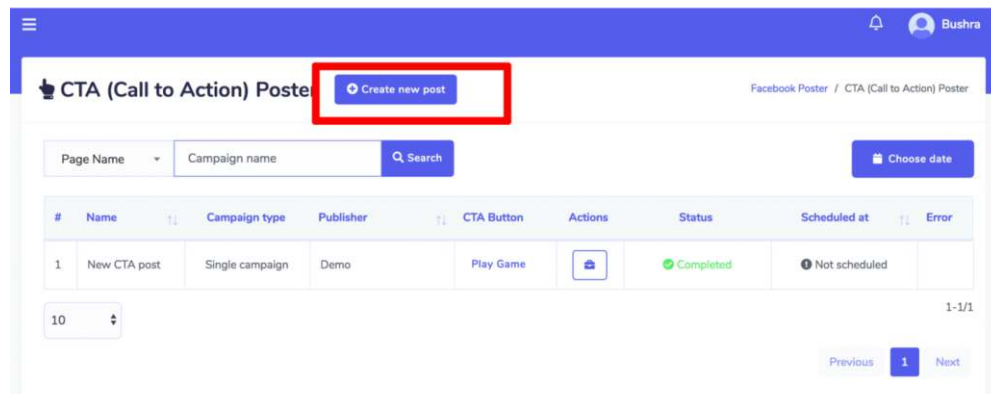 Bushra
CTA (Call to Action) Poste
Create new post
Facebook Poster / CTA (Call to Action) Poster
Page Name
Campaign name
Search
Choose date
# Name Campaign type Publisher CTA Button Actions Status Scheduled at Error
1 New CTA post Single campaign Demo Play Game Completed Not scheduled
10
1-1/1
Previous 1 Next